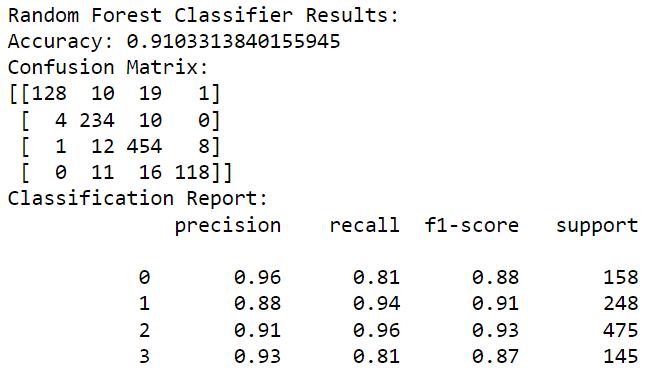 Random Forest Classifier Results:
Accuracy: 0.9103313840155945
Confusion Matrix:
[[128  10  19   1]
 [  4 234  10   0]
 [  1  12 454   8]
 [  0  11  16 118]]
Classification Report:
              precision    recall  f1-score   support

           0       0.96      0.81      0.88       158
           1       0.88      0.94      0.91       248
           2       0.91      0.96      0.93       475
           3       0.93      0.81      0.87       145